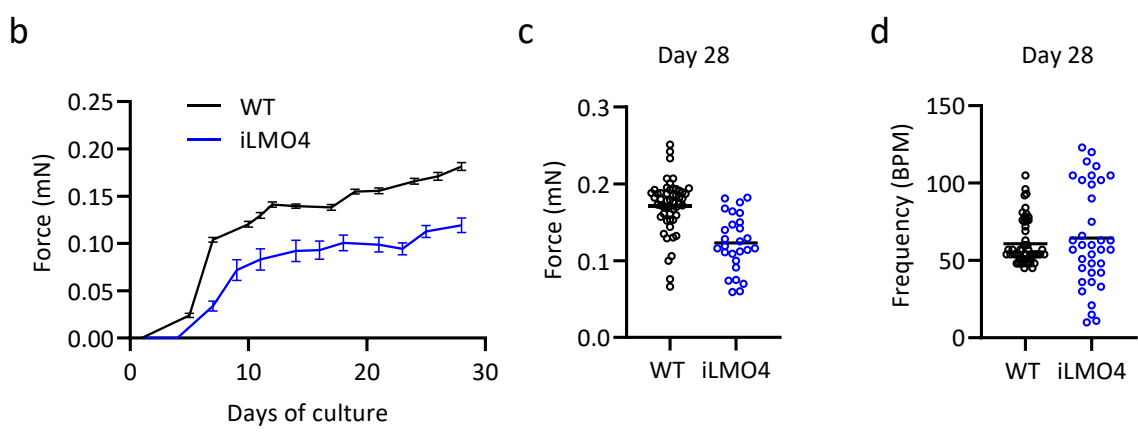 b
WT
iLMO4
Force (mN)
0.25
0.20
0.15
0.10
0.05
0.00
0
10
20
30
Days of culture
c
Day 28
Force (mN)
0.3
0.2
0.1
0.0
WT
iLMO4
d
Day 28
Frequency (BPM)
150
100
50
0
WT
iLMO4